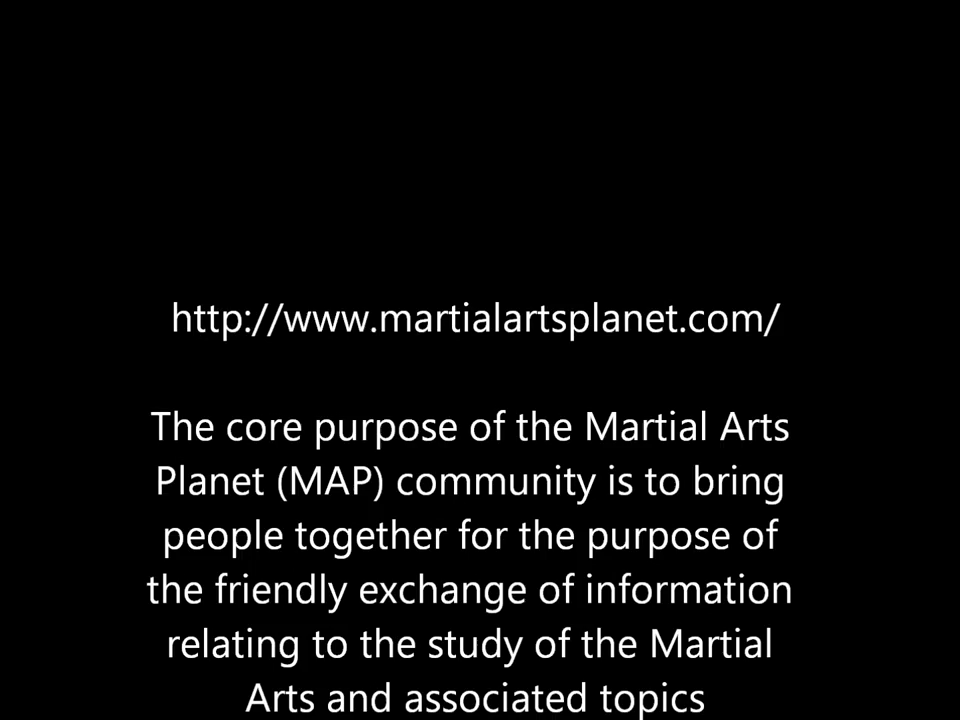 http://www.martialartsplanet.com/
The core purpose of the Martial Arts
Planet (MAP) community is to bring
people together for the purpose of
the friendly exchange of information
relating to the study of the Martial
Arts and associated topics